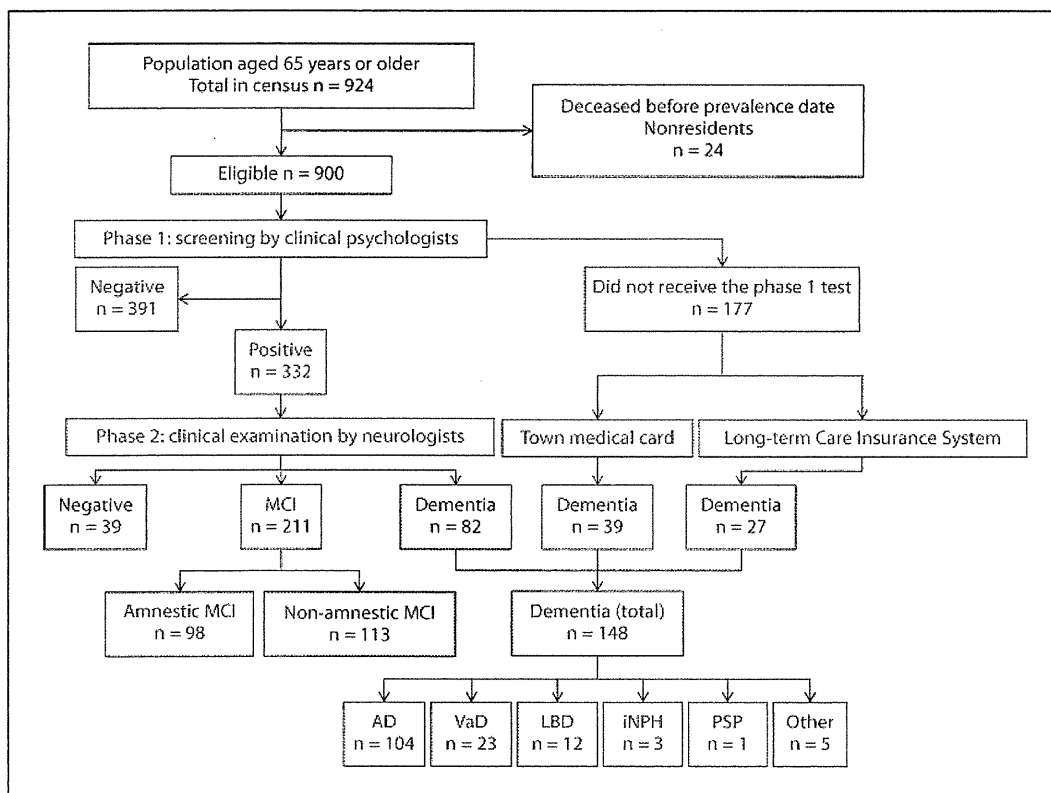 Population aged 65 years or older
Total in census n = 924
Deceased before prevalence date
Nonresidents
n = 24
Eligible n = 900
Phase 1: screening by clinical psychologists
Negative
n = 391
Did not receive the phase 1 test
n = 177
Positive
n = 332
Phase 2: clinical examination by neurologists
Town medical card
Long-term Care Insurance System
Negative
n = 39
MCI
n = 211
Dementia
n = 82
Dementia
n = 39
Dementia
n = 27
Amnestic MCI
n = 98
Non-amnestic MCI
n = 113
Dementia (total)
n = 148
AD
n = 104
VaD
n = 23
LBD
n = 12
iNPH
n = 3
PSP
n = 1
Other
n = 5